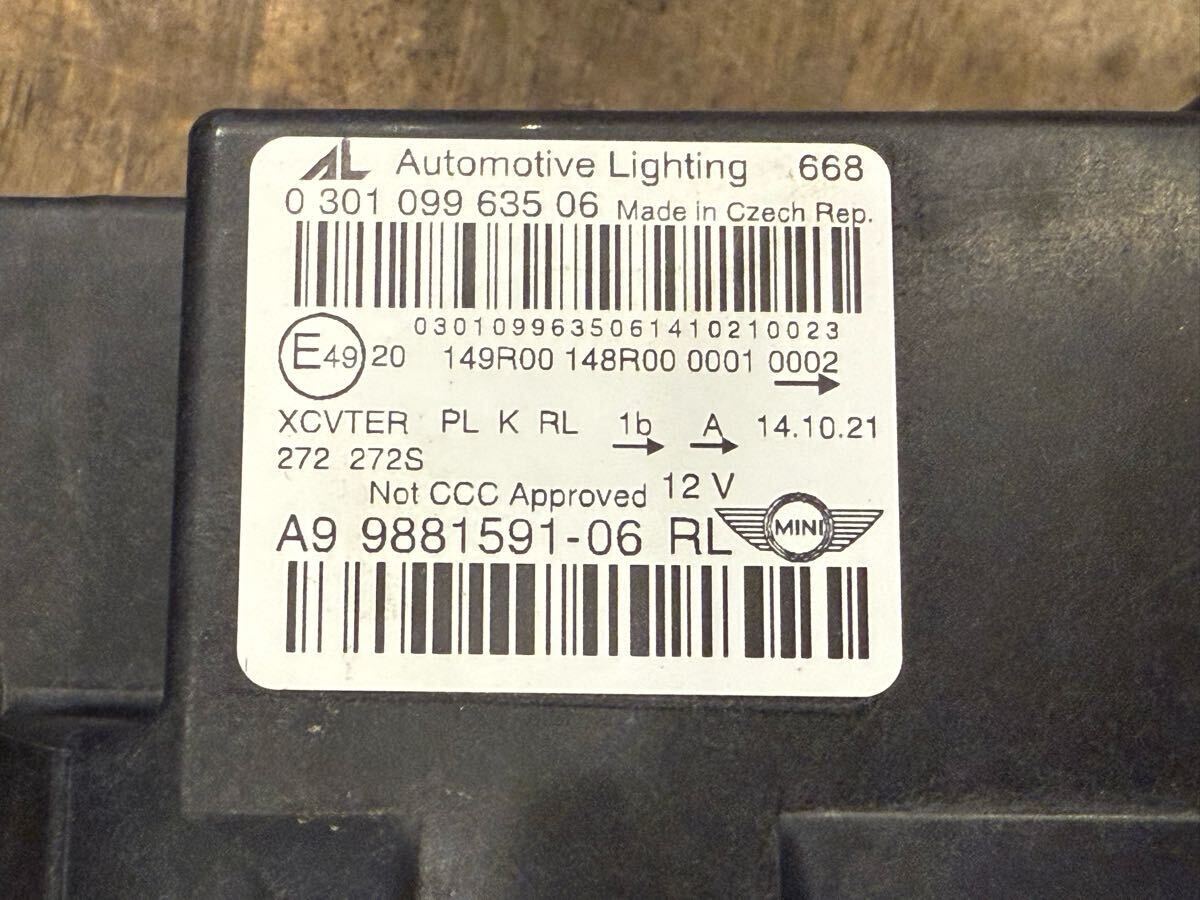 AL Automotive Lighting 668
0 301 099 635 06 Made in Czech Rep.
0301099635061410210023
E49 20 149R00 148R00 0001 0002
XCVTER PL K RL 1b A 14.10.21
272 272S
Not CCC Approved 12 V
A9 9881591-06 RL MINI